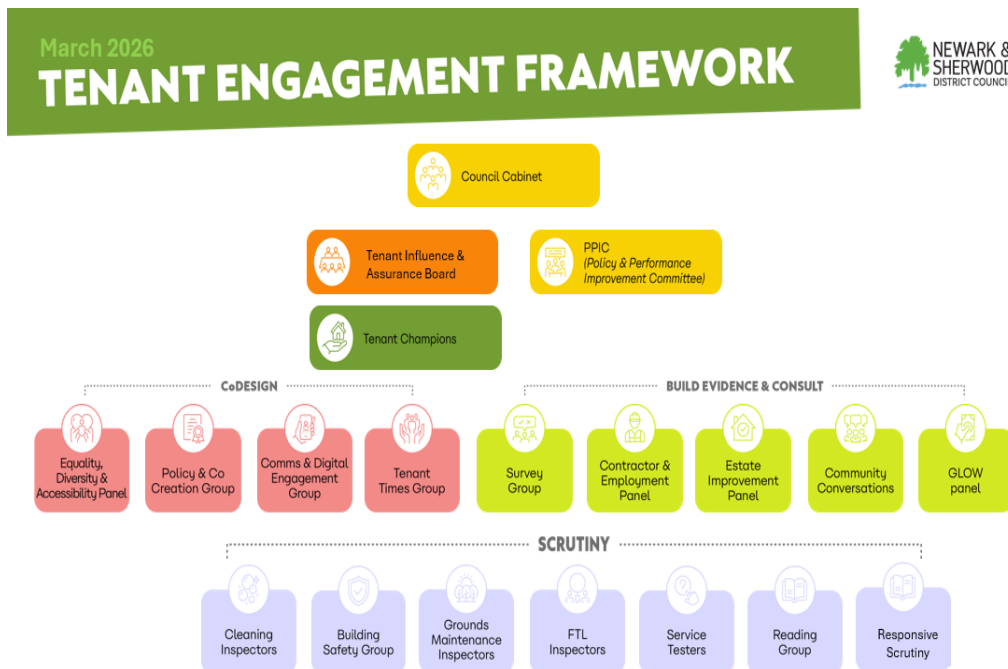 March 2026
TENANT ENGAGEMENT FRAMEWORK
NEWARK &
SHERWOOD
DISTRICT COUNCIL
Council Cabinet
Tenant Influence &
Assurance Board
PPIC
(Policy & Performance
Improvement Committee)
Tenant Champions
CoDESIGN
BUILD EVIDENCE & CONSULT
Equality,
Diversity &
Accessibility Panel
Policy & Co
Creation Group
Comms & Digital
Engagement
Group
Tenant
Times Group
Survey
Group
Contractor &
Employment
Panel
Estate
Improvement
Panel
Community
Conversations
GLOW
panel
SCRUTINY
Cleaning
Inspectors
Building
Safety Group
Grounds
Maintenance
Inspectors
FTL
Inspectors
Service
Testers
Reading
Group
Responsive
Scrutiny